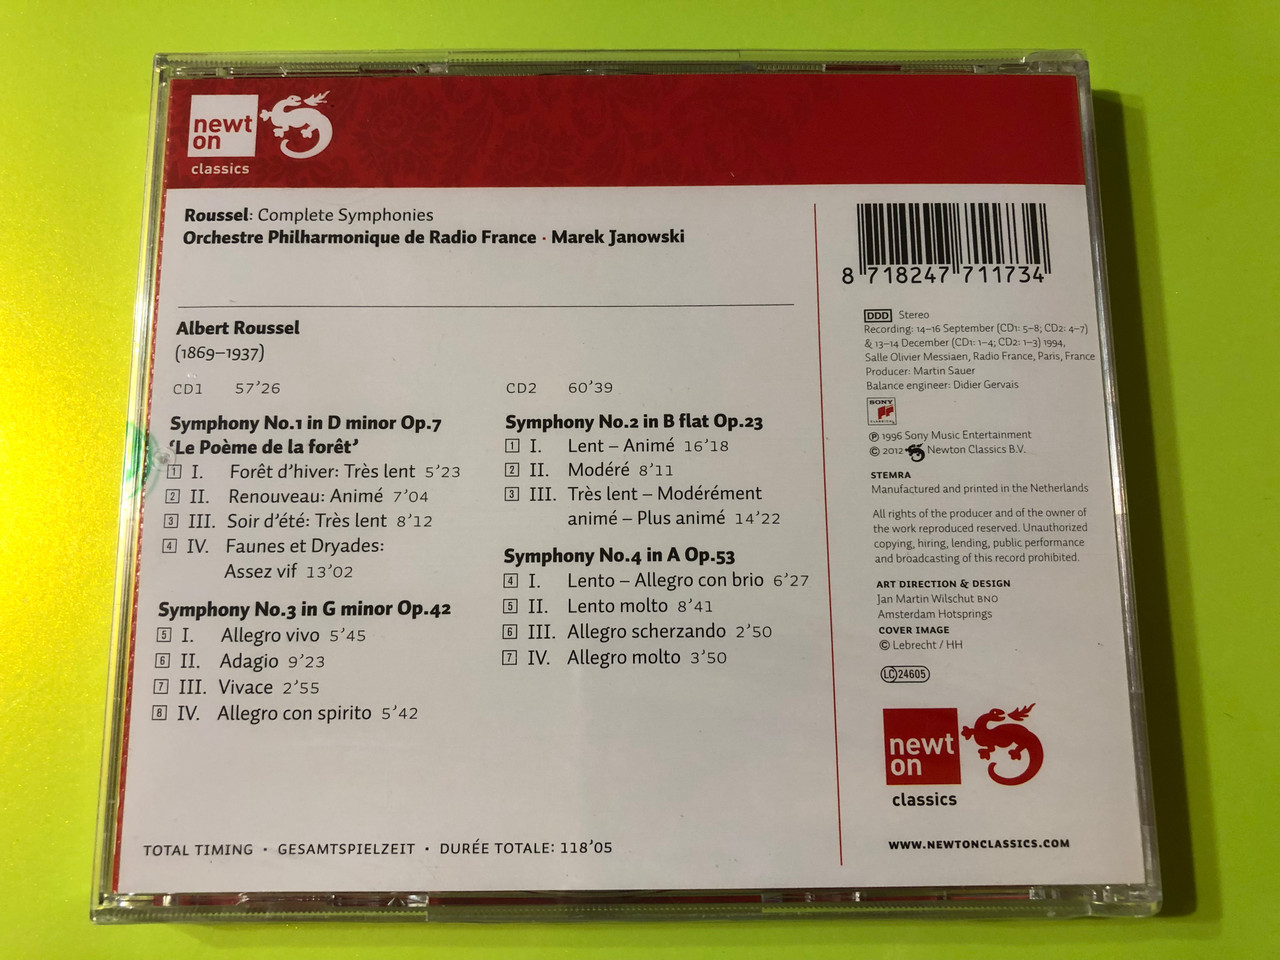 newt
on
classics
Roussel: Complete Symphonies
Orchestre Philharmonique de Radio France · Marek Janowski
Albert Roussel
(1869–1937)
CD1 57’26
Symphony No.1 in D minor Op.7
‘Le Poème de la forêt’
1 I. Forêt d’hiver: Très lent 5’23
2 II. Renouveau: Animé 7’04
3 III. Soir d’été: Très lent 8’12
4 IV. Faunes et Dryades:
Assez vif 13’02
Symphony No.3 in G minor Op.42
5 I. Allegro vivo 5’45
6 II. Adagio 9’23
7 III. Vivace 2’55
8 IV. Allegro con spirito 5’42
CD2 60’39
Symphony No.2 in B flat Op.23
1 I. Lent – Animé 16’18
2 II. Modéré 8’11
3 III. Très lent – Modérément
animé – Plus animé 14’22
Symphony No.4 in A Op.53
4 I. Lento – Allegro con brio 6’27
5 II. Lento molto 8’41
6 III. Allegro scherzando 2’50
7 IV. Allegro molto 3’50
TOTAL TIMING · GESAMTSPIELZEIT · DURÉE TOTALE: 118’05
8 718247 711734
DDD Stereo
Recording: 14–16 September (CD1: 5–8; CD2: 4–7)
& 13–14 December (CD1: 1–4; CD2: 1–3) 1994,
Salle Olivier Messiaen, Radio France, Paris, France
Producer: Martin Sauer
Balance engineer: Didier Gervais
SONY
CLASSICAL
℗ 1996 Sony Music Entertainment
© 2012 Newton Classics B.V.
STEMRA
Manufactured and printed in the Netherlands
All rights of the producer and of the owner of
the work reproduced reserved. Unauthorized
copying, hiring, lending, public performance
and broadcasting of this record prohibited.
ART DIRECTION & DESIGN
Jan Martin Wilschut BNO
Amsterdam Hotsprings
COVER IMAGE
© Lebrecht / HH
LC 24605
newt
on
classics
WWW.NEWTONCLASSICS.COM